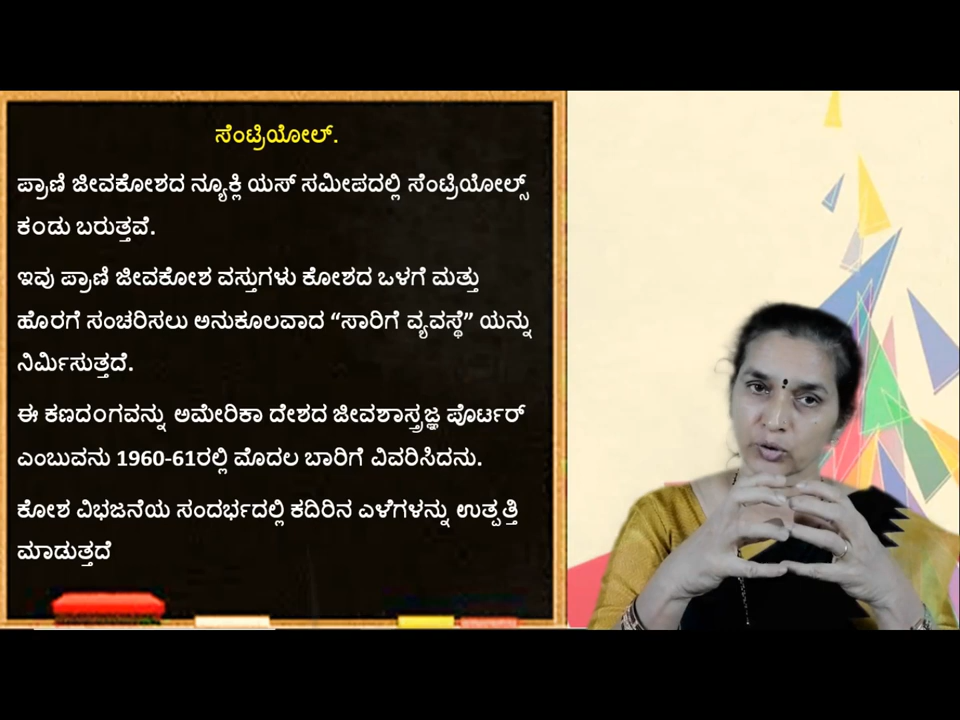 ಸೆಂಟ್ರಿಯೋಲ್.
ಪ್ರಾಣಿ ಜೀವಕೋಶದ ನ್ಯೂಕ್ಲಿ ಯಸ್ ಸಮೀಪದಲ್ಲಿ ಸೆಂಟ್ರಿಯೋಲ್ಸ್
ಕಂಡು ಬರುತ್ತವೆ.
ಇವು ಪ್ರಾಣಿ ಜೀವಕೋಶ ವಸ್ತುಗಳು ಕೋಶದ ಒಳಗೆ ಮತ್ತು
ಹೊರಗೆ ಸಂಚರಿಸಲು ಅನುಕೂಲವಾದ “ಸಾರಿಗೆ ವ್ಯವಸ್ಥೆ” ಯನ್ನು
ನಿರ್ಮಿಸುತ್ತದೆ.
ಈ ಕಣದಂಗವನ್ನು ಅಮೇರಿಕಾ ದೇಶದ ಜೀವಶಾಸ್ತ್ರಜ್ಞ ಪೊರ್ಟರ್
ಎಂಬುವನು 1960-61ರಲ್ಲಿ ಮೊದಲ ಬಾರಿಗೆ ವಿವರಿಸಿದನು.
ಕೋಶ ವಿಭಜನೆಯ ಸಂದರ್ಭದಲ್ಲಿ ಕದಿರಿನ ಎಳೆಗಳನ್ನು ಉತ್ಪತ್ತಿ
ಮಾಡುತ್ತದೆ